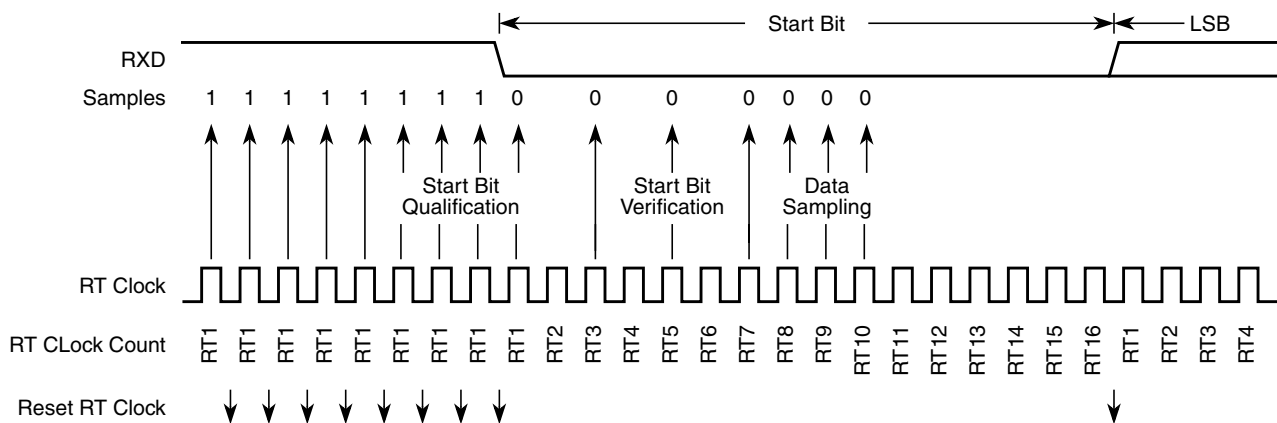 Start Bit
LSB
RXD
Samples 1 1 1 1 1 1 1 1 0 0 0 0 0 0 0
Start Bit Qualification
Start Bit Verification
Data Sampling
RT Clock
RT CLock Count RT1 RT1 RT1 RT1 RT1 RT1 RT1 RT1 RT1 RT2 RT3 RT4 RT5 RT6 RT7 RT8 RT9 RT10 RT11 RT12 RT13 RT14 RT15 RT16 RT1 RT2 RT3 RT4
Reset RT Clock